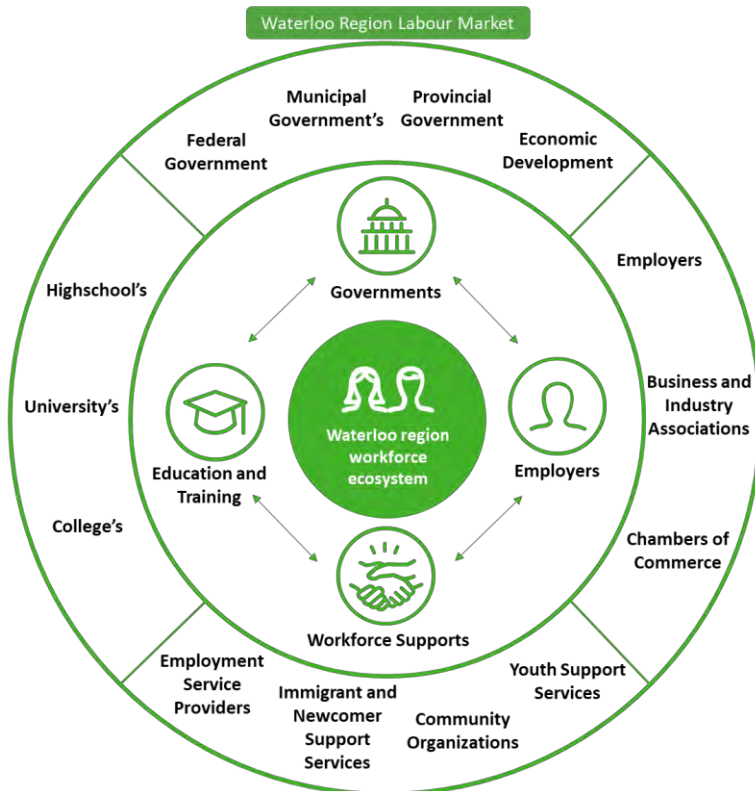 Waterloo Region Labour Market
Municipal
Government's
Provincial
Government
Federal
Government
Economic
Development
Highschool's
University's
College's
Employers
Business and
Industry
Associations
Chambers of
Commerce
Governments
Education and
Training
Waterloo region
workforce
ecosystem
Employers
Workforce Supports
Employment
Service
Providers
Immigrant and
Newcomer
Support
Services
Community
Organizations
Youth Support
Services